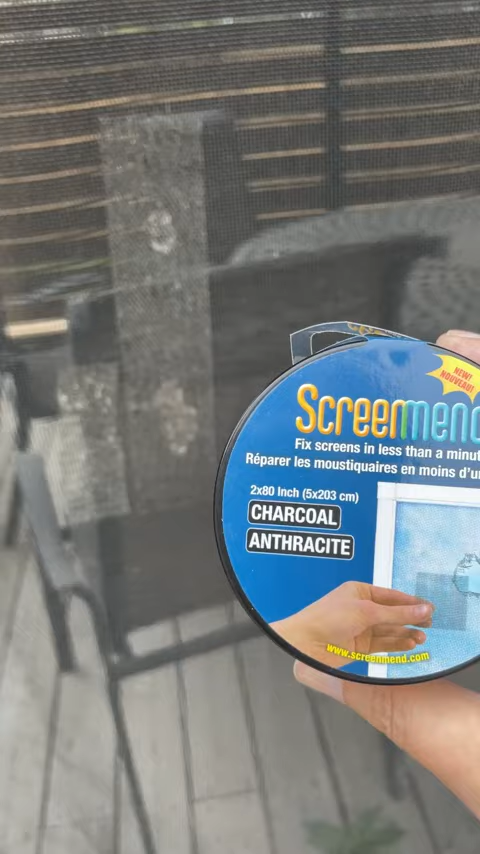 NEW!
NOUVEAU!
Screenmend
Fix screens in less than a minut
Réparer les moustiquaires en moins d'u
2x80 Inch (5x203 cm)
CHARCOAL
ANTHRACITE
www.screenmend.com